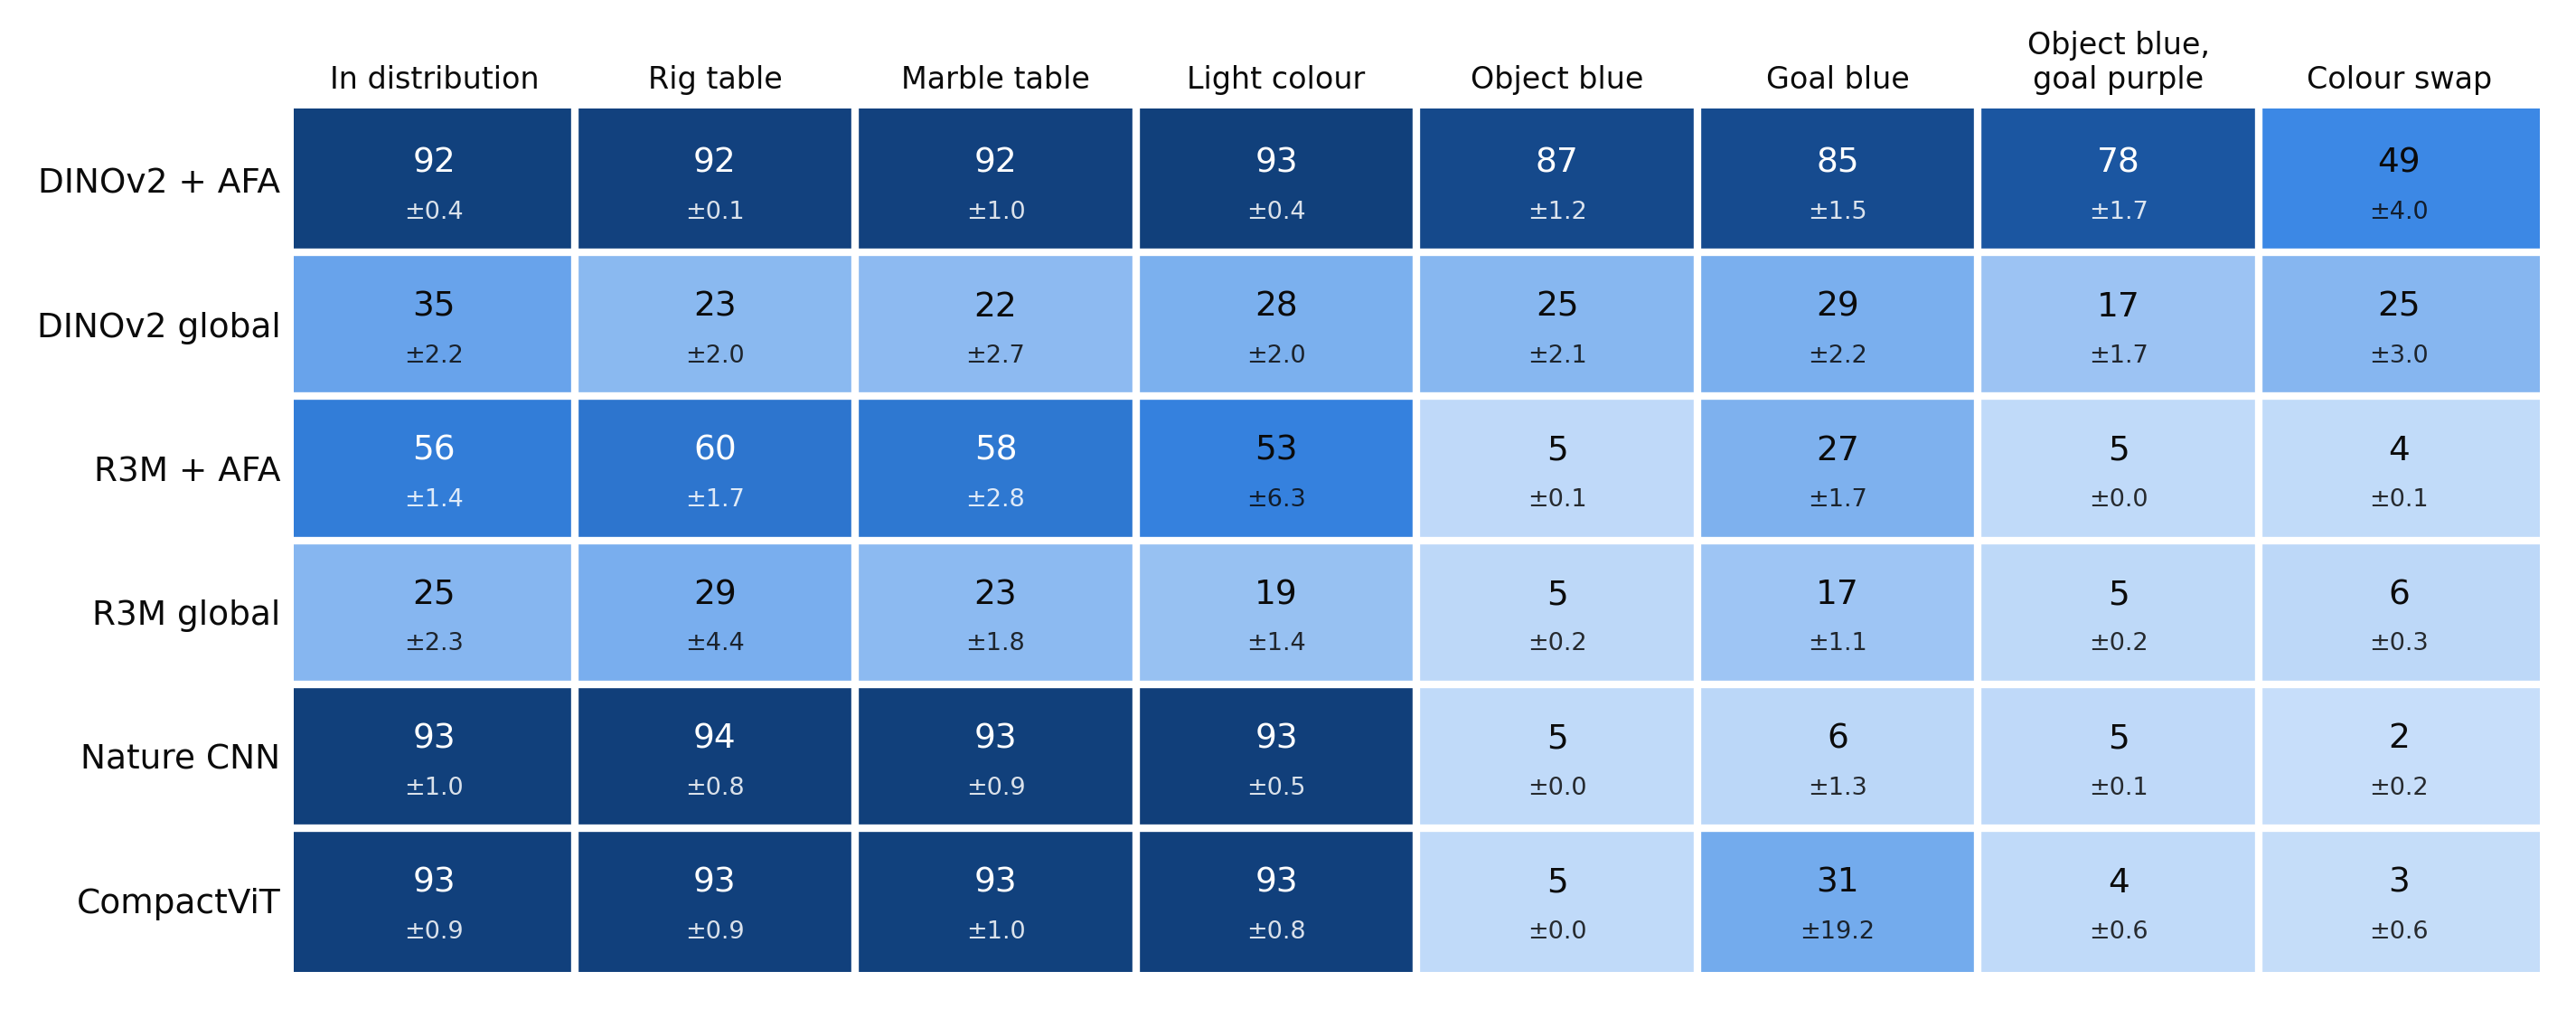 Object blue,
In distribution Rig table Marble table Light colour Object blue Goal blue goal purple Colour swap
92 92 92 93 87 85 78 49
DINOv2 + AFA
±0.4 ±0.1 ±1.0 ±0.4 ±1.2 ±1.5 ±1.7 ±4.0
35 23 22 28 25 29 17 25
DINOv2 global
±2.2 ±2.0 ±2.7 ±2.0 ±2.1 ±2.2 ±1.7 ±3.0
56 60 58 53 5 27 5 4
R3M + AFA
±1.4 ±1.7 ±2.8 ±6.3 ±0.1 ±1.7 ±0.0 ±0.1
25 29 23 19 5 17 5 6
R3M global
±2.3 ±4.4 ±1.8 ±1.4 ±0.2 ±1.1 ±0.2 ±0.3
93 94 93 93 5 6 5 2
Nature CNN
±1.0 ±0.8 ±0.9 ±0.5 ±0.0 ±1.3 ±0.1 ±0.2
93 93 93 93 5 31 4 3
CompactViT
±0.9 ±0.9 ±1.0 ±0.8 ±0.0 ±19.2 ±0.6 ±0.6